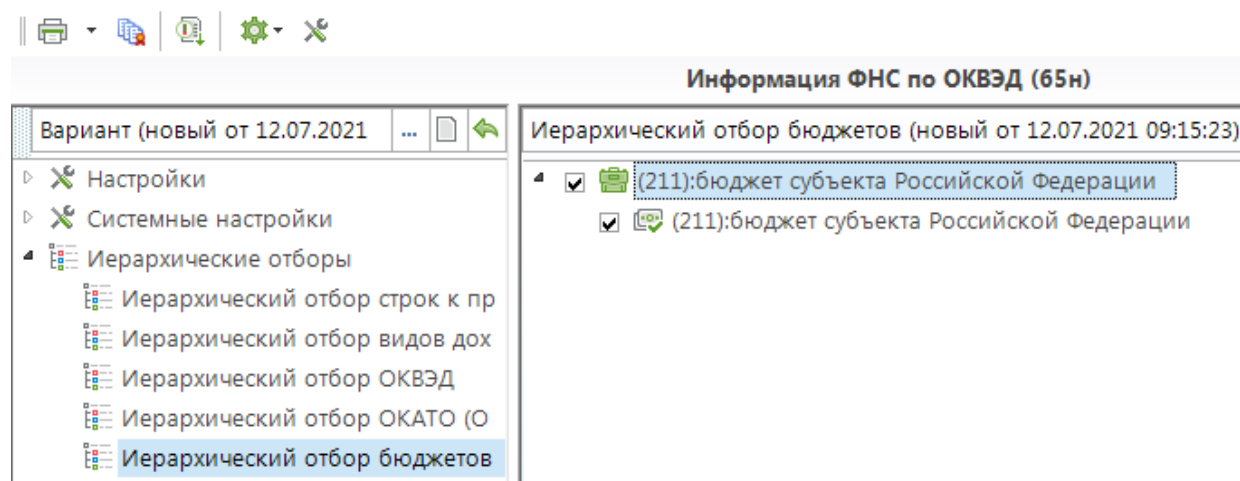 Информация ФНС по ОКВЭД (65н)
Вариант (новый от 12.07.2021 ...
Настройки
Системные настройки
Иерархические отборы
Иерархический отбор строк к пр
Иерархический отбор видов дох
Иерархический отбор ОКВЭД
Иерархический отбор ОКАТО (О
Иерархический отбор бюджетов
Иерархический отбор бюджетов (новый от 12.07.2021 09:15:23)
(211):бюджет субъекта Российской Федерации
(211):бюджет субъекта Российской Федерации